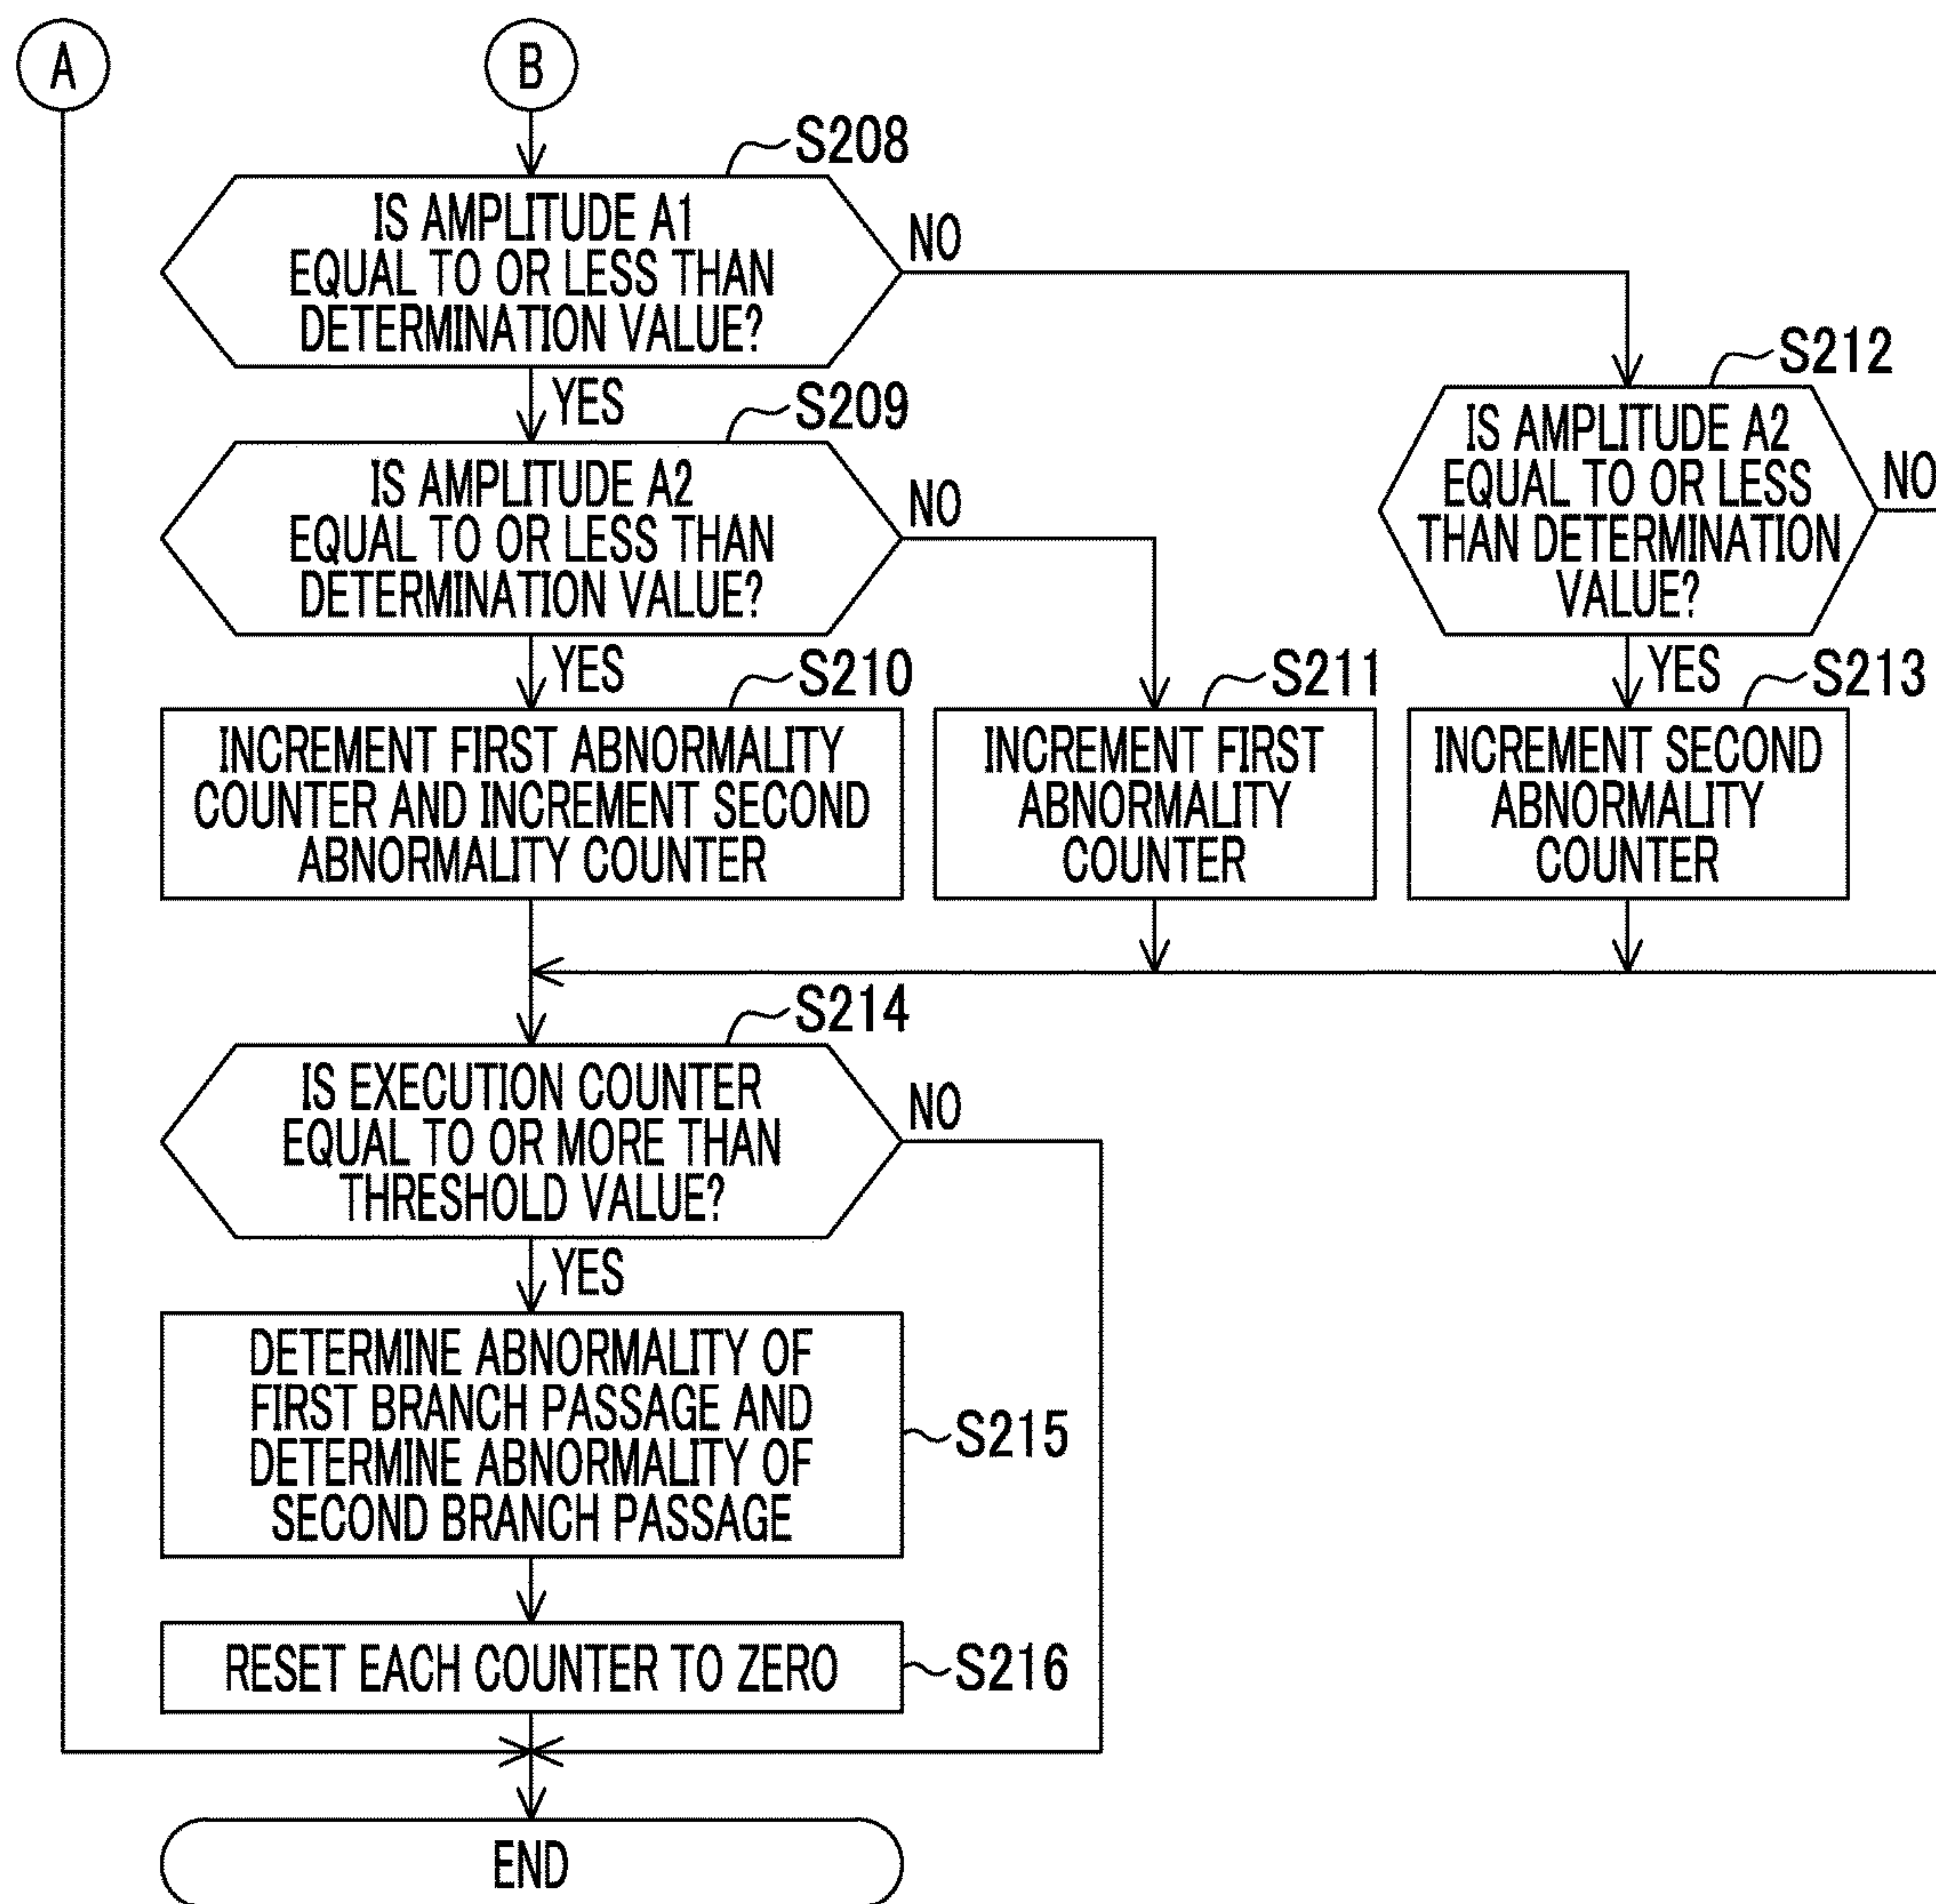 A
B
S208
IS AMPLITUDE A1
EQUAL TO OR LESS THAN
DETERMINATION VALUE?
NO
YES
S209
IS AMPLITUDE A2
EQUAL TO OR LESS THAN
DETERMINATION VALUE?
NO
YES
S212
IS AMPLITUDE A2
EQUAL TO OR LESS
THAN DETERMINATION
VALUE?
NO
YES
S210
INCREMENT FIRST ABNORMALITY
COUNTER AND INCREMENT SECOND
ABNORMALITY COUNTER
S211
INCREMENT FIRST
ABNORMALITY
COUNTER
S213
INCREMENT SECOND
ABNORMALITY
COUNTER
S214
IS EXECUTION COUNTER
EQUAL TO OR MORE THAN
THRESHOLD VALUE?
NO
YES
DETERMINE ABNORMALITY OF
FIRST BRANCH PASSAGE AND
DETERMINE ABNORMALITY OF
SECOND BRANCH PASSAGE
S215
RESET EACH COUNTER TO ZERO
S216
END